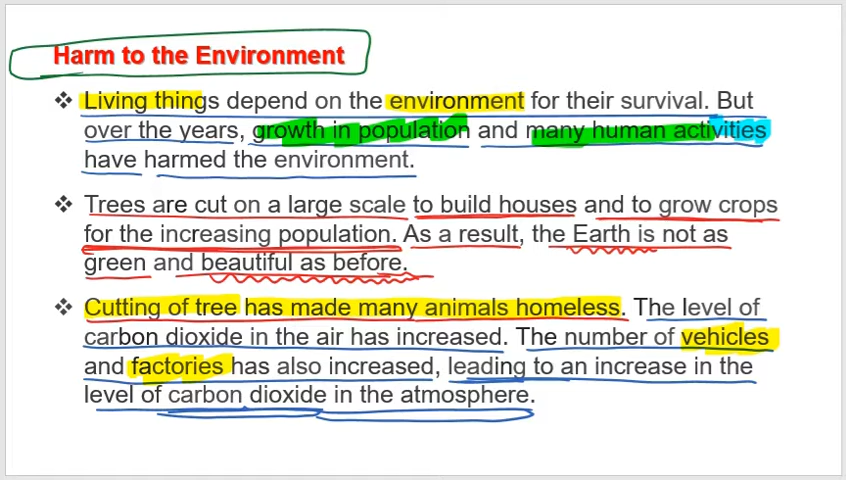 Harm to the Environment
❖ Living things depend on the environment for their survival. But
over the years, growth in population and many human activities
have harmed the environment.
❖ Trees are cut on a large scale to build houses and to grow crops
for the increasing population. As a result, the Earth is not as
green and beautiful as before.
❖ Cutting of tree has made many animals homeless. The level of
carbon dioxide in the air has increased. The number of vehicles
and factories has also increased, leading to an increase in the
level of carbon dioxide in the atmosphere.